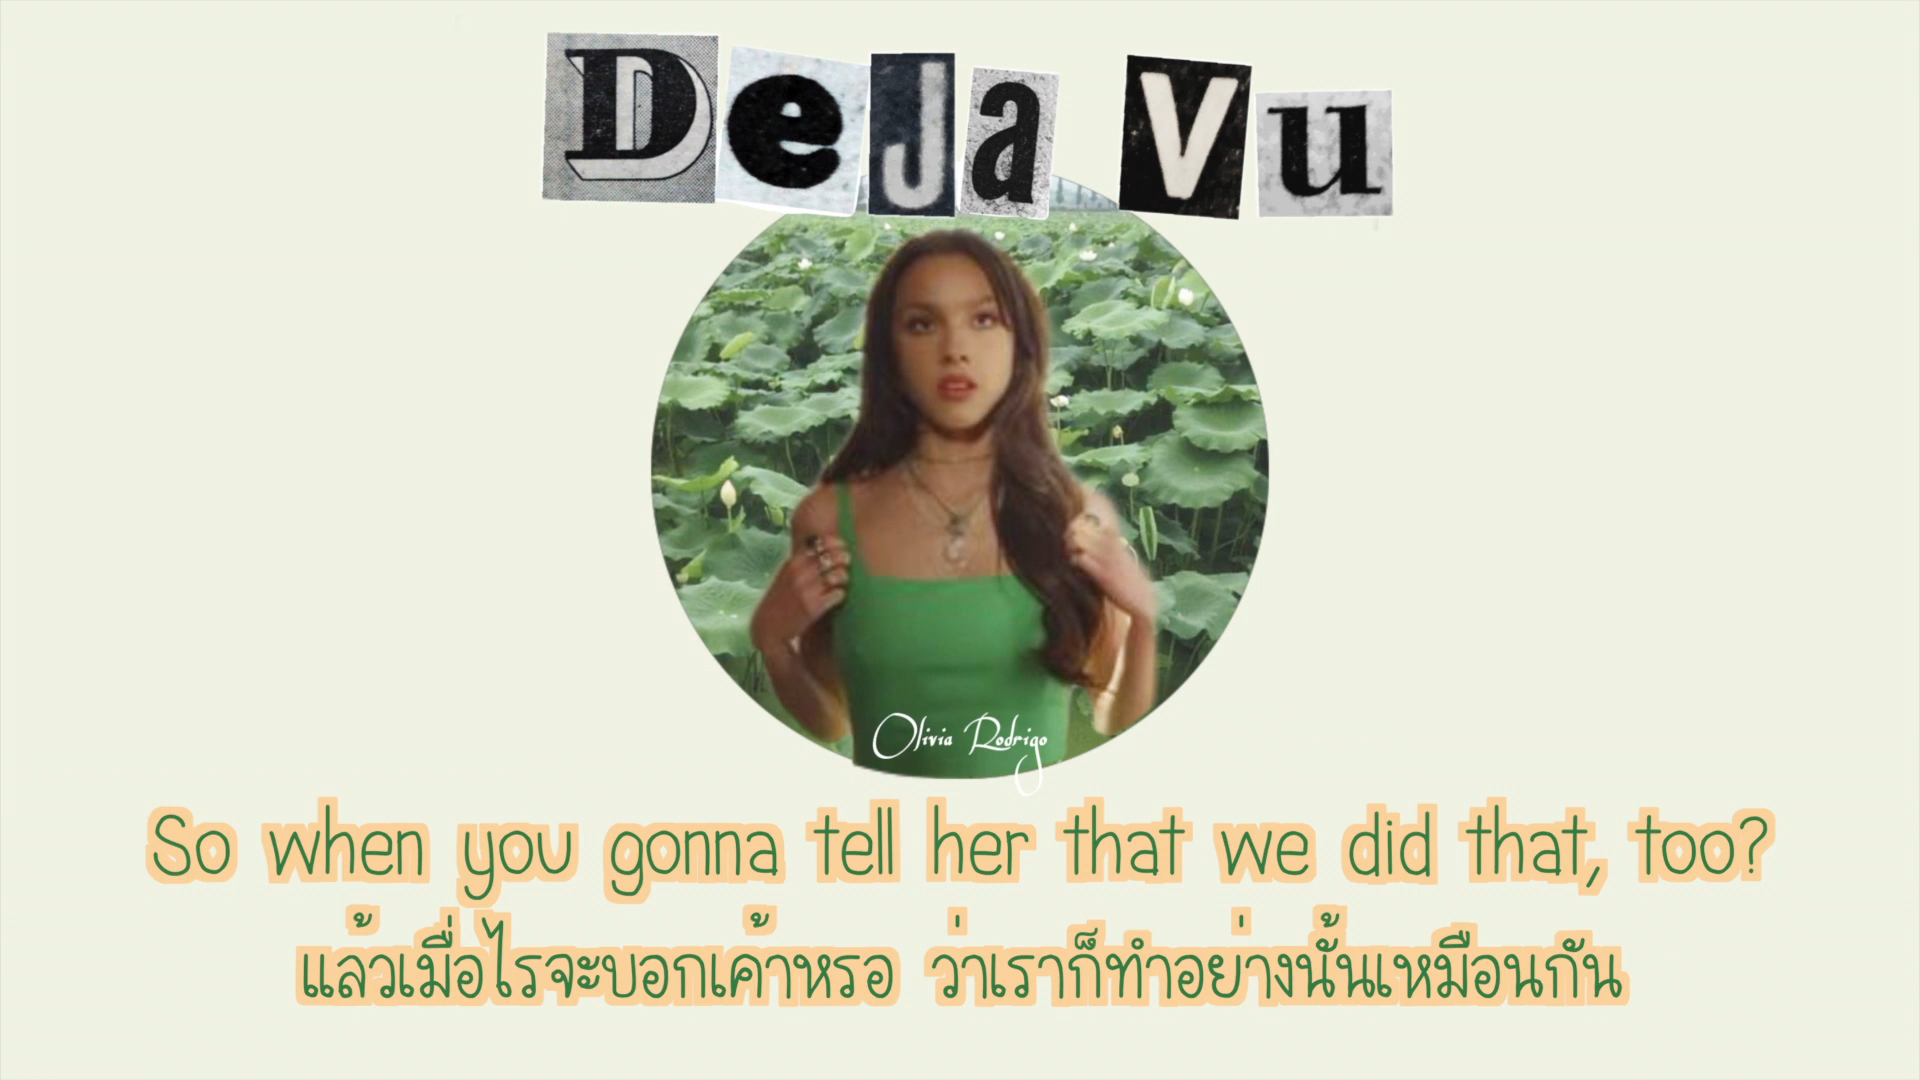 DeJa Vu
Olivia Rodrigo
So when you gonna tell her that we did that, too?
แล้วเมื่อไรจะบอกเค้าหรอ ว่าเราก็ทำอย่างนั้นเหมือนกัน